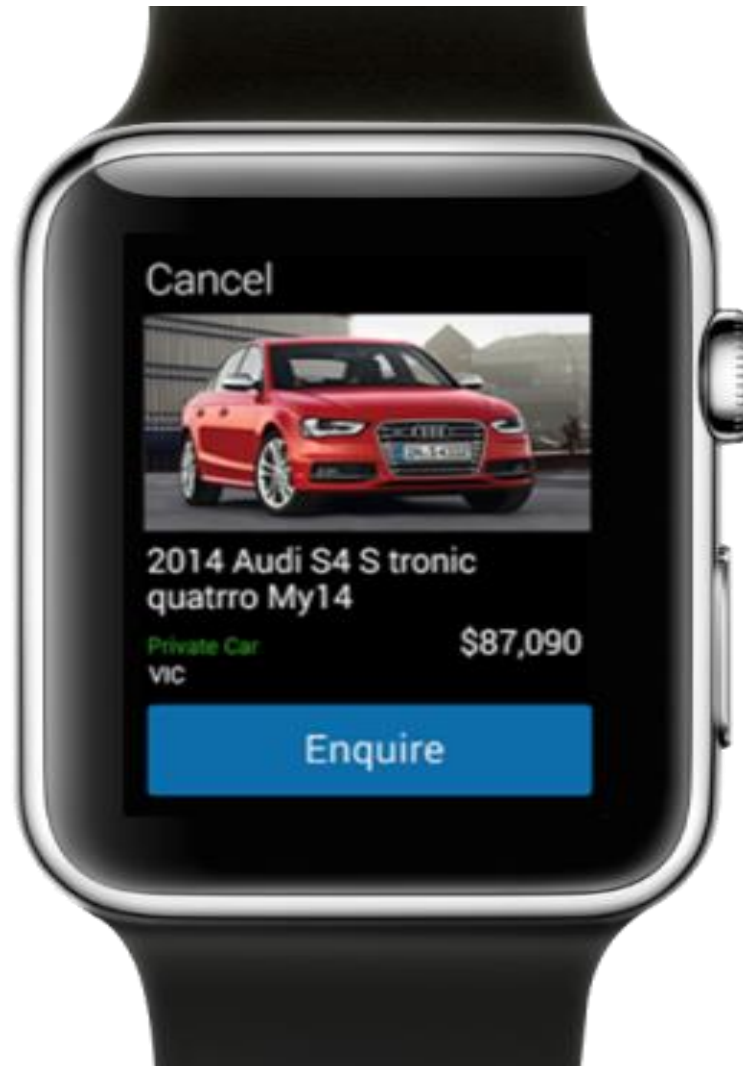 Cancel
2014 Audi S4 S tronic
quatrro My14
Private Car
$87,090
VIC
Enquire